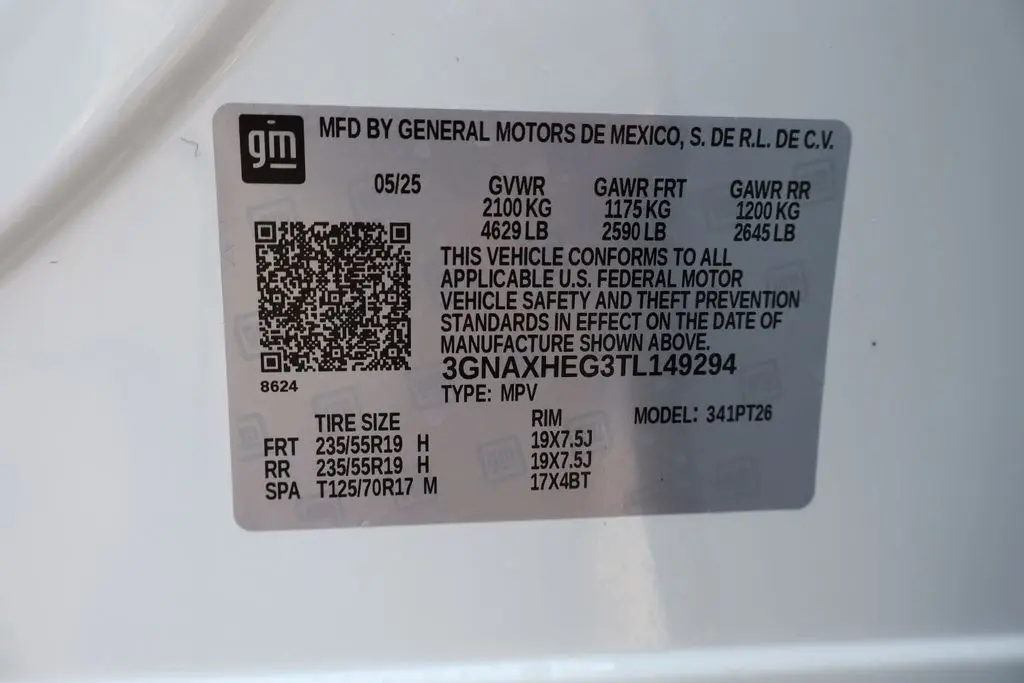 gm MFD BY GENERAL MOTORS DE MEXICO, S. DE R.L. DE C.V.
05/25 GVWR GAWR FRT GAWR RR
2100 KG 1175 KG 1200 KG
4629 LB 2590 LB 2645 LB
THIS VEHICLE CONFORMS TO ALL
APPLICABLE U.S. FEDERAL MOTOR
VEHICLE SAFETY AND THEFT PREVENTION
STANDARDS IN EFFECT ON THE DATE OF
MANUFACTURE SHOWN ABOVE.
3GNAXHEG3TL149294
8624
TYPE: MPV
TIRE SIZE RIM MODEL: 341PT26
FRT 235/55R19 H 19X7.5J
RR 235/55R19 H 19X7.5J
SPA T125/70R17 M 17X4BT